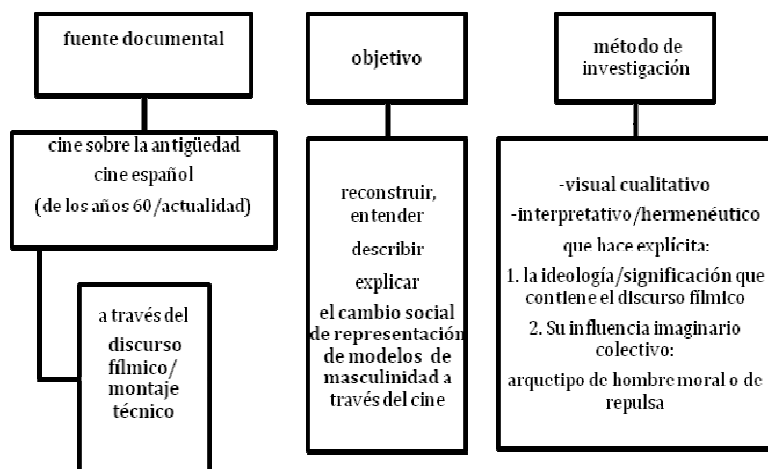 fuente documental
cine sobre la antigüedad
cine español
(de los años 60/actualidad)
a través del
discurso
fílmico/
montaje
técnico
objetivo
reconstruir,
entender
describir
explicar
el cambio social
de representación
de modelos de
masculinidad a
través del cine
método de
investigación
-visual cualitativo
-interpretativo/hermenéutico
que hace explícita:
1. la ideología/significación que
contiene el discurso fílmico
2. Su influencia imaginario
colectivo:
arquetipo de hombre moral o de
repulsa